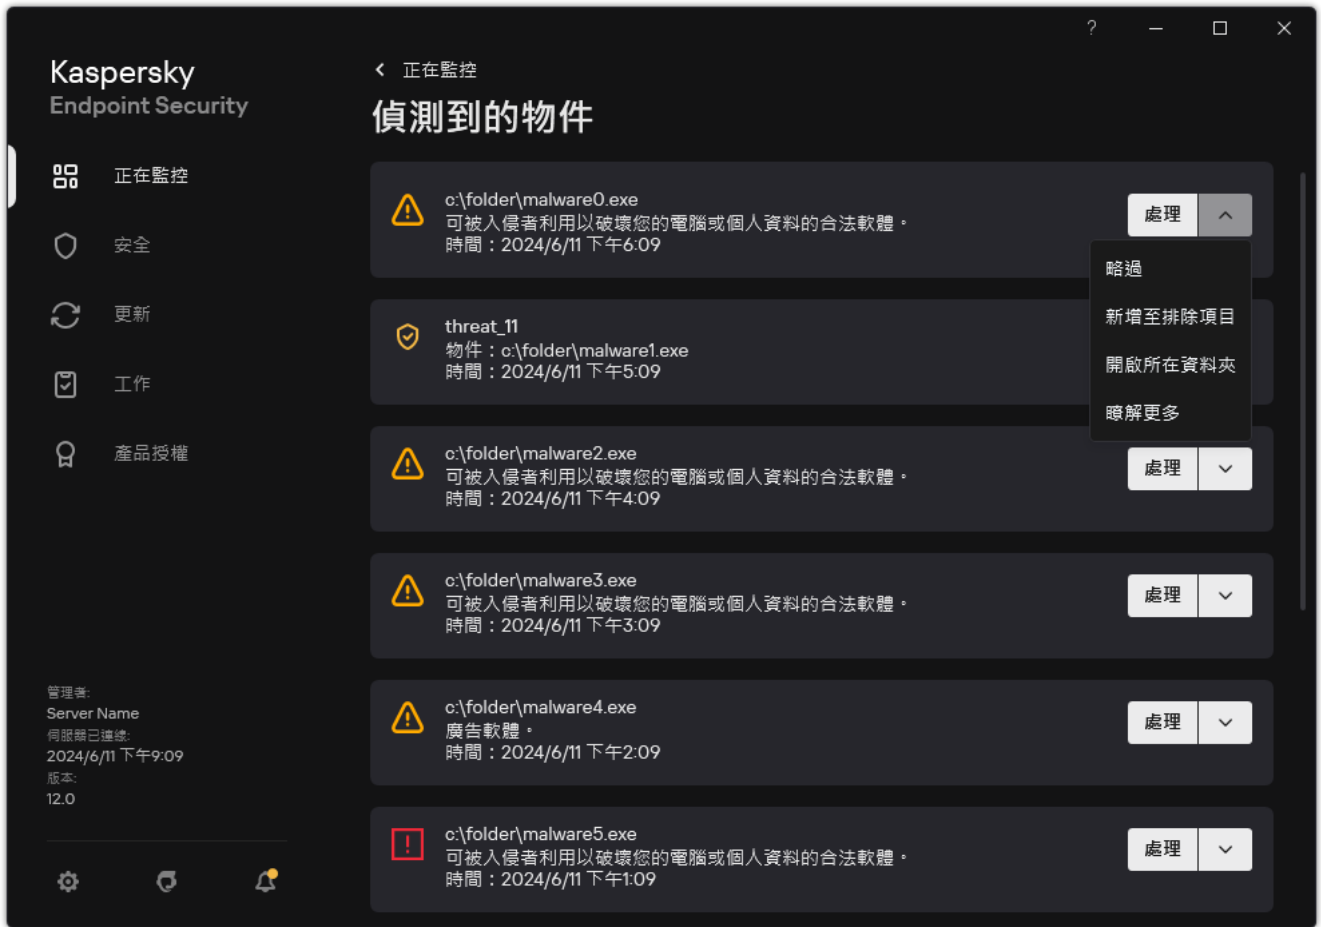 ?
Kaspersky
Endpoint Security
正在監控
安全
更新
工作
產品授權
管理者:
Server Name
伺服器已連線:
2024/6/11 下午9:09
版本:
12.0
正在監控
偵測到的物件
c:\folder\malware0.exe
可被入侵者利用以破壞您的電腦或個人資料的合法軟體。
時間：2024/6/11 下午6:09
處理
略過
新增至排除項目
開啟所在資料夾
瞭解更多
threat_11
物件：c:\folder\malware1.exe
時間：2024/6/11 下午5:09
c:\folder\malware2.exe
可被入侵者利用以破壞您的電腦或個人資料的合法軟體。
時間：2024/6/11 下午4:09
處理
c:\folder\malware3.exe
可被入侵者利用以破壞您的電腦或個人資料的合法軟體。
時間：2024/6/11 下午3:09
處理
c:\folder\malware4.exe
廣告軟體。
時間：2024/6/11 下午2:09
處理
c:\folder\malware5.exe
可被入侵者利用以破壞您的電腦或個人資料的合法軟體。
時間：2024/6/11 下午1:09
處理